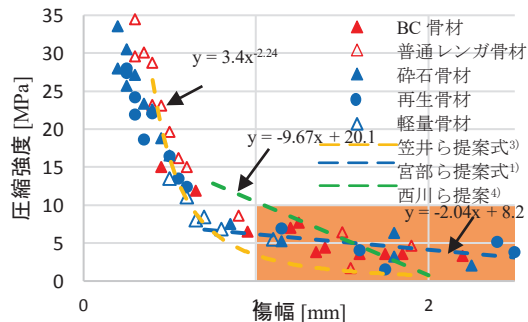 圧縮強度 [MPa]
35
30
25
20
15
10
5
0
0
1
2
傷幅 [mm]
BC 骨材
普通レンガ骨材
砕石骨材
再生骨材
軽量骨材
笠井ら提案式3)
宮部ら提案式1)
西川ら提案4)
y = 3.4x-2.24
y = -9.67x + 20.1
y = -2.04x + 8.2